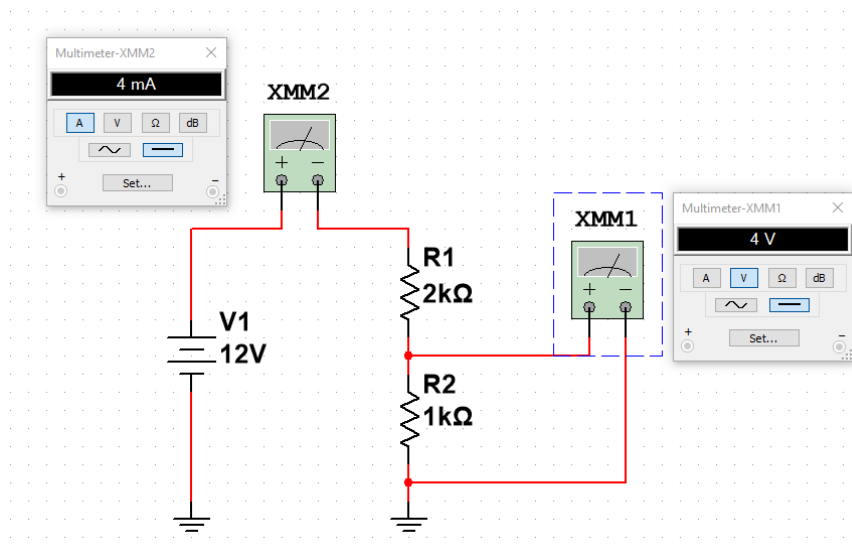 Multimeter-XMM2 ×
4 mA
A V Ω dB
+ Set... −
XMM2
+ −
XMM1
+ −
Multimeter-XMM1 ×
4 V
A V Ω dB
+ Set... −
R1
2kΩ
V1
12V
R2
1kΩ